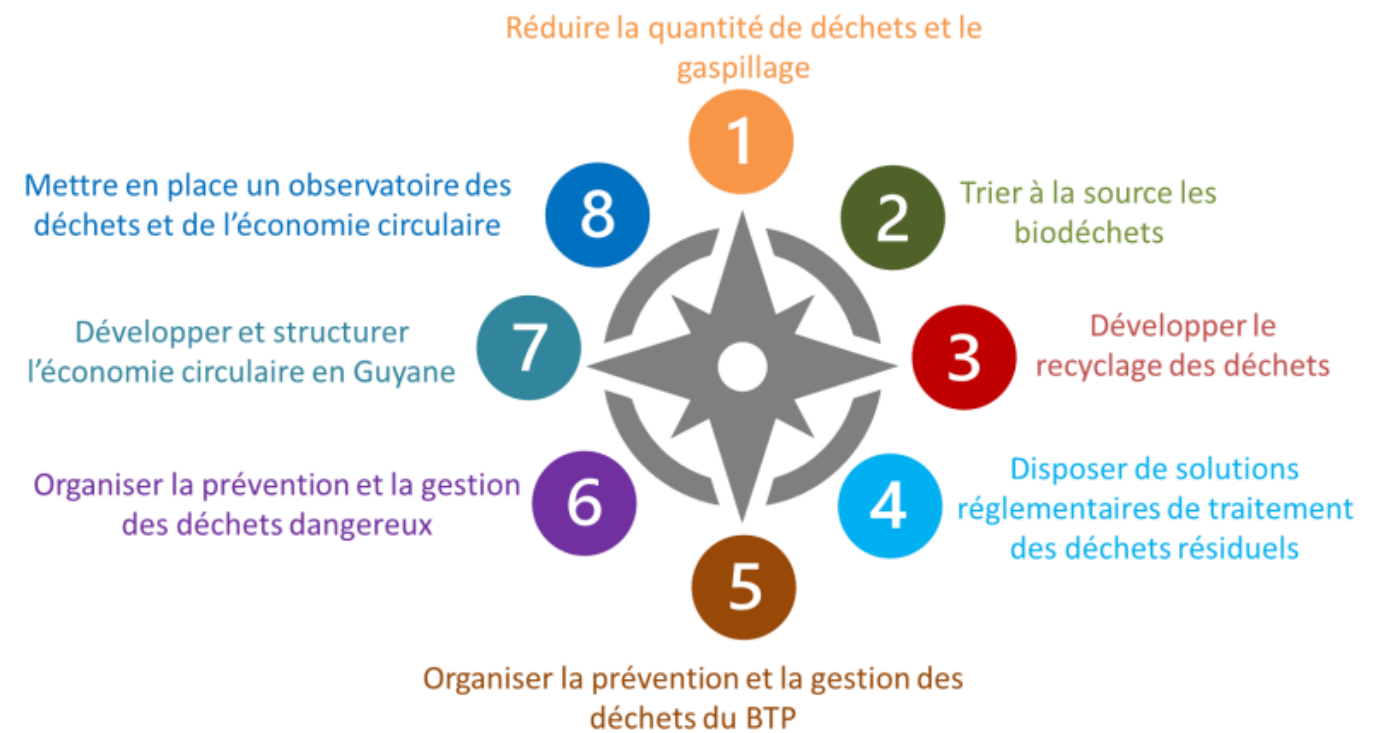 Réduire la quantité de déchets et le
gaspillage
1
2
Trier à la source les
biodéchets
3
Développer le
recyclage des déchets
4
Disposer de solutions
réglementaires de traitement
des déchets résiduels
5
Organiser la prévention et la gestion des
déchets du BTP
6
Organiser la prévention et la gestion
des déchets dangereux
7
Développer et structurer
l’économie circulaire en Guyane
8
Mettre en place un observatoire des
déchets et de l’économie circulaire